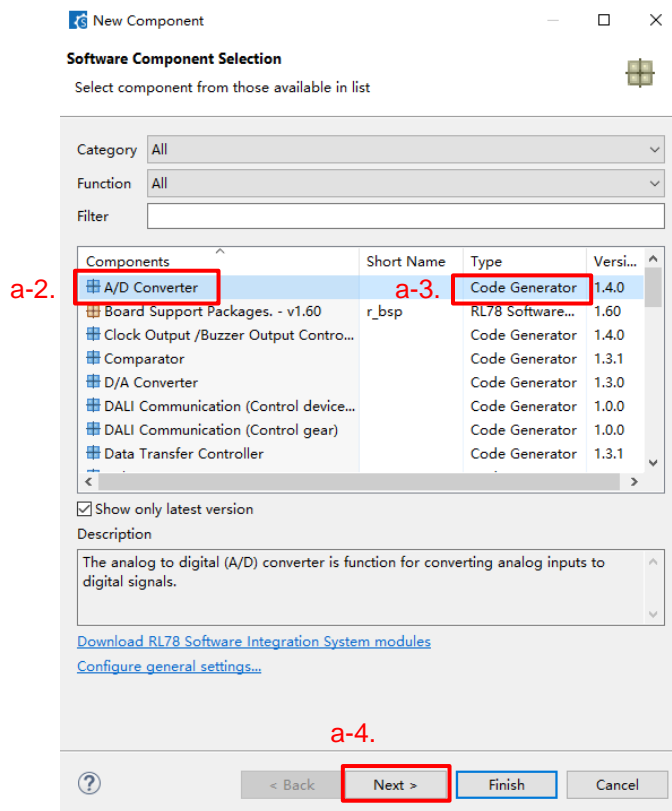 New Component
Software Component Selection
Select component from those available in list
Category All
Function All
Filter
Components Short Name Type Versi...
a-2. A/D Converter a-3. Code Generator 1.4.0
Board Support Packages. - v1.60 r_bsp RL78 Software... 1.60
Clock Output /Buzzer Output Contro... Code Generator 1.4.0
Comparator Code Generator 1.3.1
D/A Converter Code Generator 1.3.0
DALI Communication (Control device... Code Generator 1.0.0
DALI Communication (Control gear) Code Generator 1.0.0
Data Transfer Controller Code Generator 1.3.1
Show only latest version
Description
The analog to digital (A/D) converter is function for converting analog inputs to
digital signals.
Download RL78 Software Integration System modules
Configure general settings...
a-4.
? < Back Next > Finish Cancel